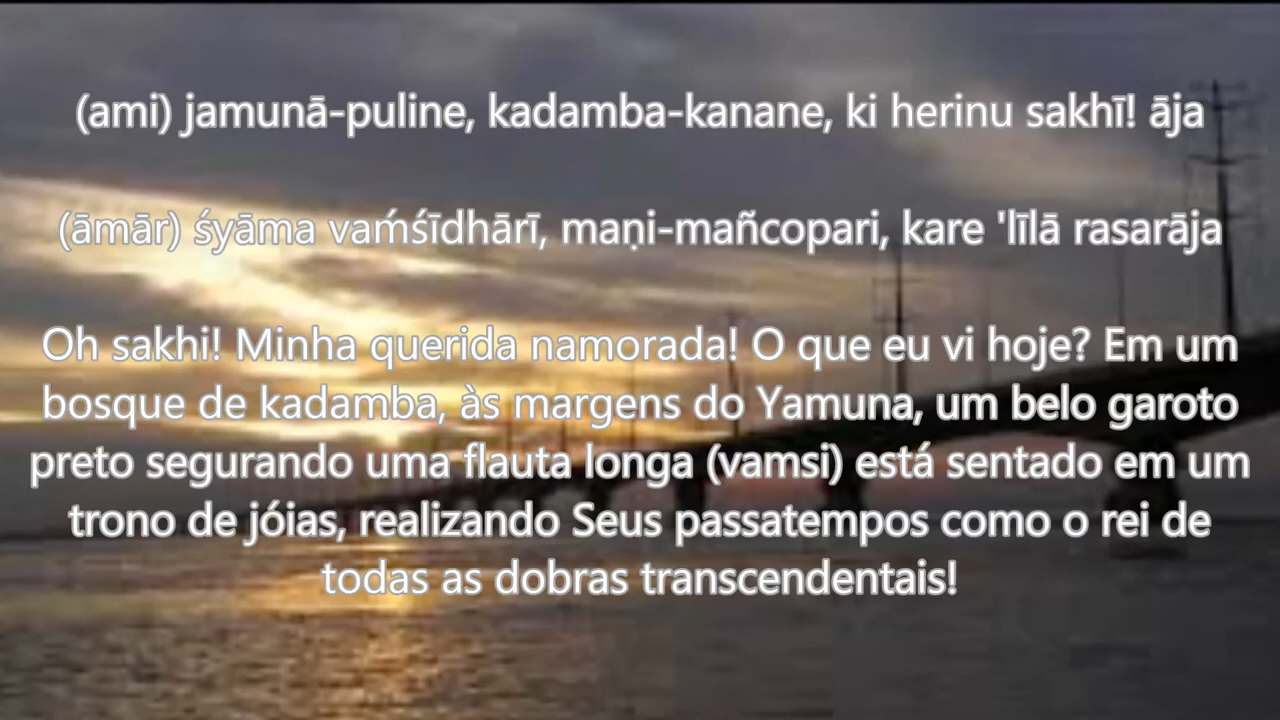 (ami) jamunā-puline, kadamba-kanane, ki herinu sakhī! āja
(āmār) śyāma vaḿśīdhārī, maṇi-mañcopari, kare 'līlā rasarāja
Oh sakhi! Minha querida namorada! O que eu vi hoje? Em um
bosque de kadamba, às margens do Yamuna, um belo garoto
preto segurando uma flauta longa (vamsi) está sentado em um
trono de jóias, realizando Seus passatempos como o rei de
todas as dobras transcendentais!